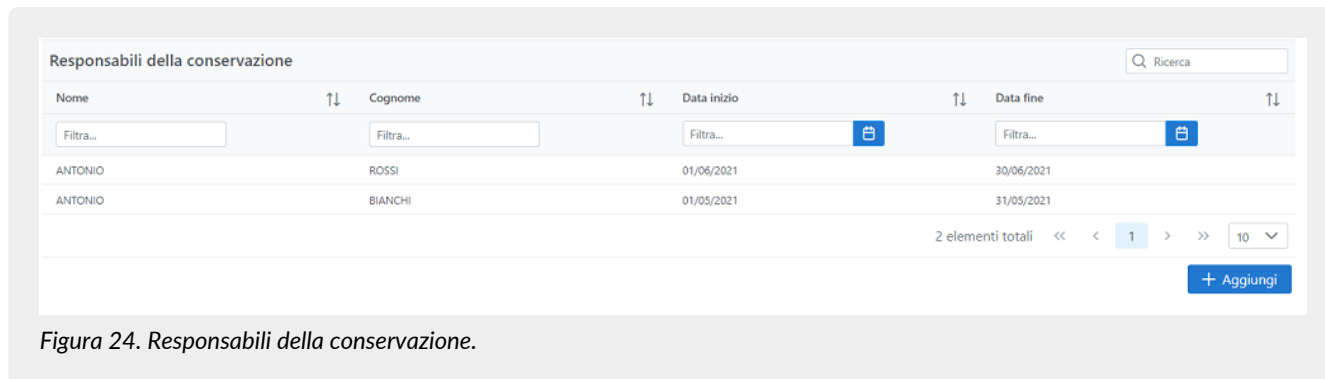 Responsabili della conservazione
Ricerca
Nome Cognome Data inizio Data fine
Filtra... Filtra... Filtra... Filtra...
ANTONIO ROSSI 01/06/2021 30/06/2021
ANTONIO BIANCHI 01/05/2021 31/05/2021
2 elementi totali « < 1 > » 10
+ Aggiungi
Figura 24. Responsabili della conservazione.